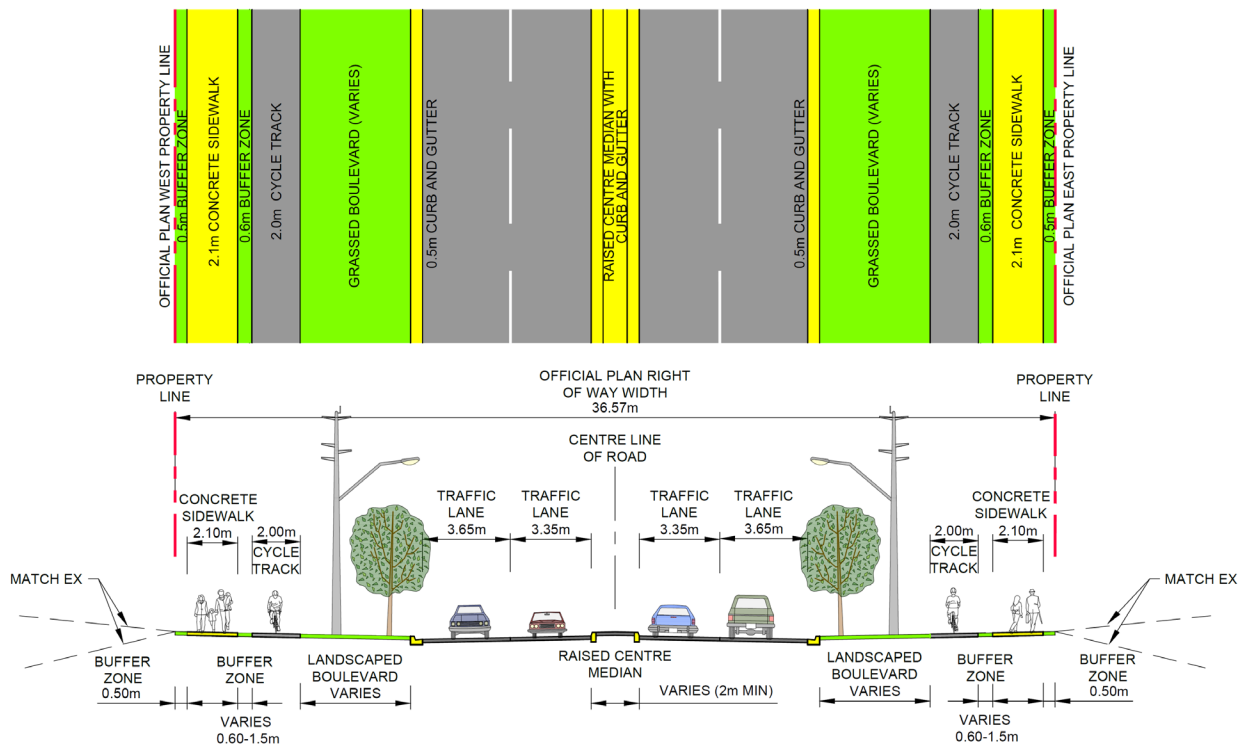 OFFICIAL PLAN WEST PROPERTY LINE
0.5m BUFFER ZONE
2.1m CONCRETE SIDEWALK
0.6m BUFFER ZONE
2.0m CYCLE TRACK
GRASSED BOULEVARD (VARIES)
0.5m CURB AND GUTTER
RAISED CENTRE MEDIAN WITH
CURB AND GUTTER
0.5m CURB AND GUTTER
GRASSED BOULEVARD (VARIES)
2.0m CYCLE TRACK
0.6m BUFFER ZONE
2.1m CONCRETE SIDEWALK
0.5m BUFFER ZONE
OFFICIAL PLAN EAST PROPERTY LINE
PROPERTY
LINE
OFFICIAL PLAN RIGHT
OF WAY WIDTH
36.57m
PROPERTY
LINE
CENTRE LINE
OF ROAD
CONCRETE
SIDEWALK
2.10m
2.00m
CYCLE
TRACK
TRAFFIC
LANE
3.65m
TRAFFIC
LANE
3.35m
TRAFFIC
LANE
3.35m
TRAFFIC
LANE
3.65m
2.00m
CYCLE
TRACK
CONCRETE
SIDEWALK
2.10m
MATCH EX
MATCH EX
BUFFER
ZONE
0.50m
BUFFER
ZONE
VARIES
0.60-1.5m
LANDSCAPED
BOULEVARD
VARIES
RAISED CENTRE
MEDIAN
VARIES (2m MIN)
LANDSCAPED
BOULEVARD
VARIES
BUFFER
ZONE
VARIES
0.60-1.5m
BUFFER
ZONE
0.50m